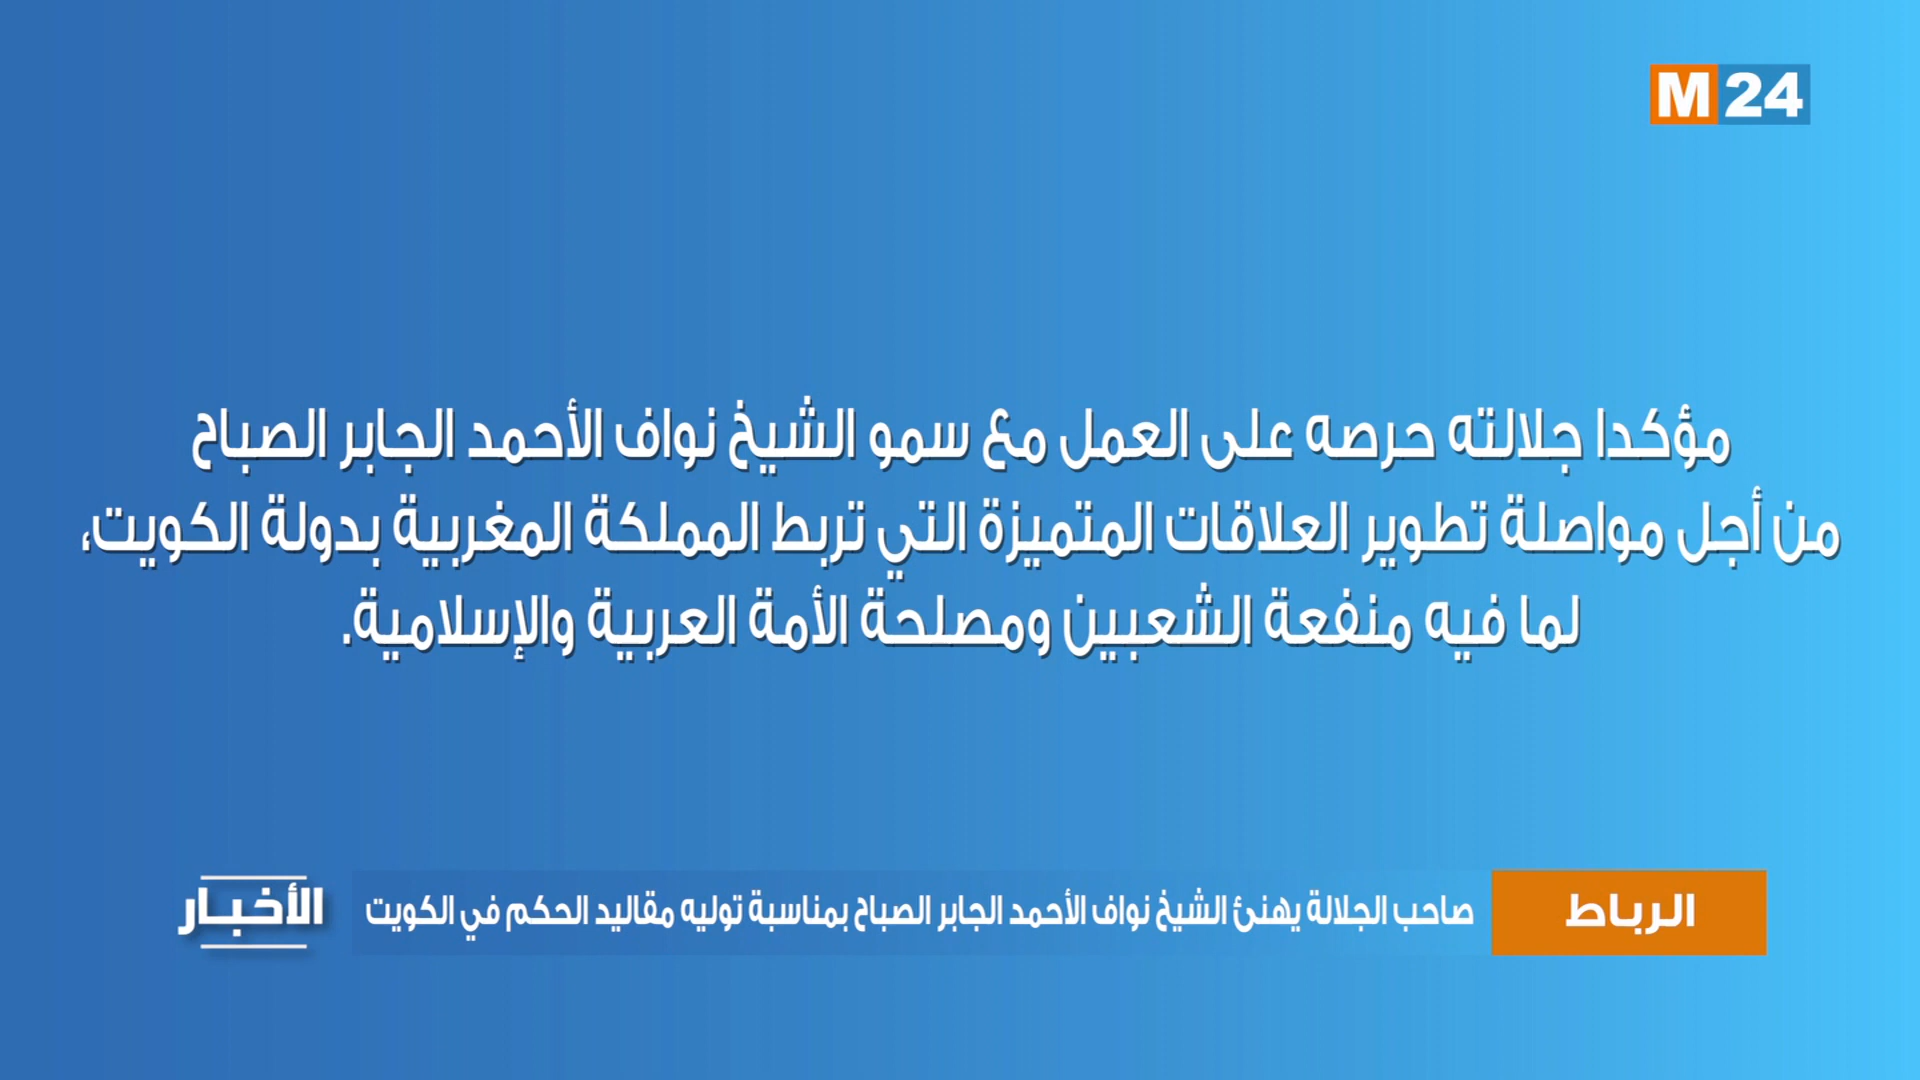 M24
مؤكدا جلالته حرصه على العمل مع سمو الشيخ نواف الأحمد الجابر الصباح
من أجل مواصلة تطوير العلاقات المتميزة التي تربط المملكة المغربية بدولة الكويت،
لما فيه منفعة الشعبين ومصلحة الأمة العربية والإسلامية.
الرباط
صاحب الجلالة يهنئ الشيخ نواف الأحمد الجابر الصباح بمناسبة توليه مقاليد الحكم في الكويت
الأخبار